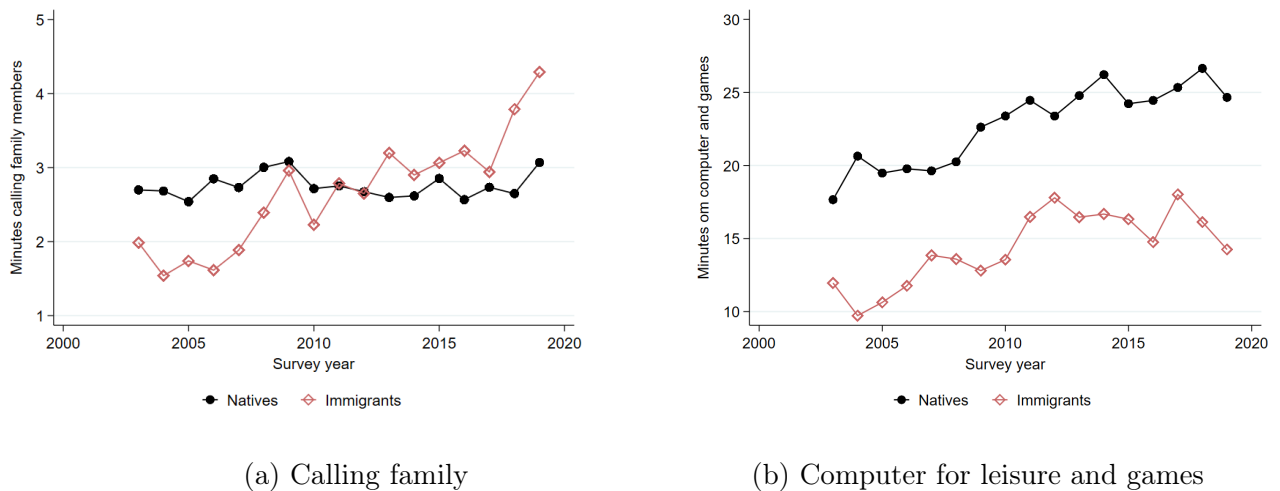 5
4
3
2
1
Minutes calling family members
2000 2005 2010 2015 2020
Survey year
Natives Immigrants
(a) Calling family
30
25
20
15
10
Minutes om computer and games
2000 2005 2010 2015 2020
Survey year
Natives Immigrants
(b) Computer for leisure and games